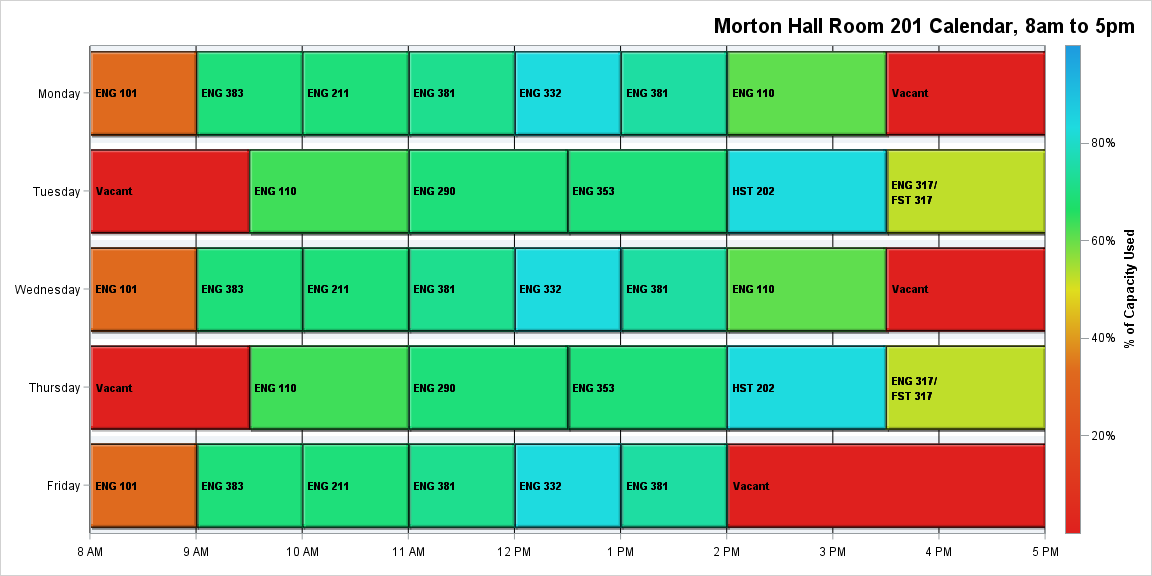 Morton Hall Room 201 Calendar, 8am to 5pm
Monday
ENG 101
ENG 383
ENG 211
ENG 381
ENG 332
ENG 381
ENG 110
Vacant
Tuesday
Vacant
ENG 110
ENG 290
ENG 353
HST 202
ENG 317/
FST 317
Wednesday
ENG 101
ENG 383
ENG 211
ENG 381
ENG 332
ENG 381
ENG 110
Vacant
Thursday
Vacant
ENG 110
ENG 290
ENG 353
HST 202
ENG 317/
FST 317
Friday
ENG 101
ENG 383
ENG 211
ENG 381
ENG 332
ENG 381
Vacant
8 AM
9 AM
10 AM
11 AM
12 PM
1 PM
2 PM
3 PM
4 PM
5 PM
80%
60%
40%
20%
% of Capacity Used